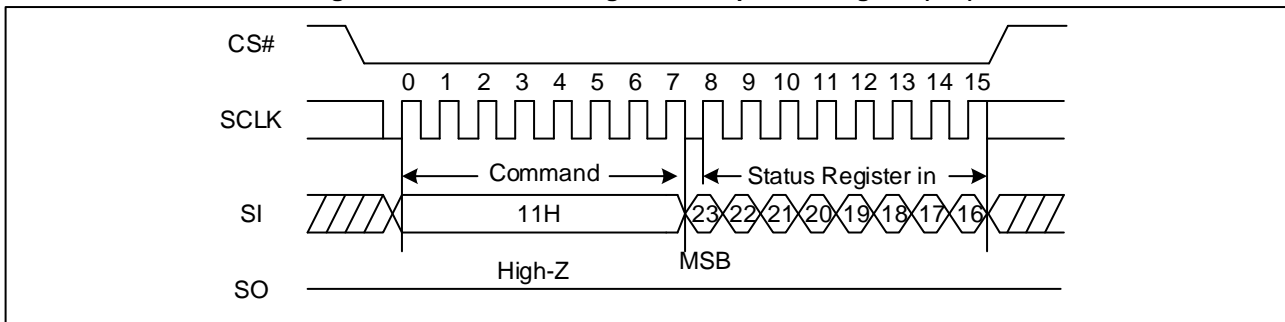 CS#
0 1 2 3 4 5 6 7 8 9 10 11 12 13 14 15
SCLK
Command
Status Register in
SI
11H
23 22 21 20 19 18 17 16
High-Z
MSB
SO